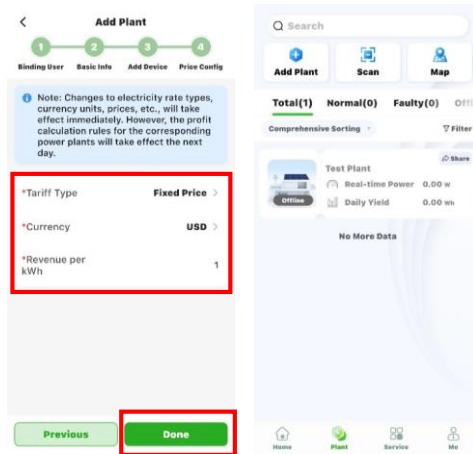 Add Plant
1 2 3 4
Binding User Basic Info Add Device Price Config
Note: Changes to electricity rate types,
currency units, prices, etc., will take
effect immediately. However, the profit
calculation rules for the corresponding
power plants will take effect the next
day.
*Tariff Type Fixed Price
*Currency USD
*Revenue per
kWh
1
Previous Done
Search
Add Plant Scan Map
Total(1) Normal(0) Faulty(0) Offl
Comprehensive Sorting Filter
Share
Test Plant
Real-time Power 0.00 w
Offline Daily Yield 0.00 wh
No More Data
Home Plant Service Me